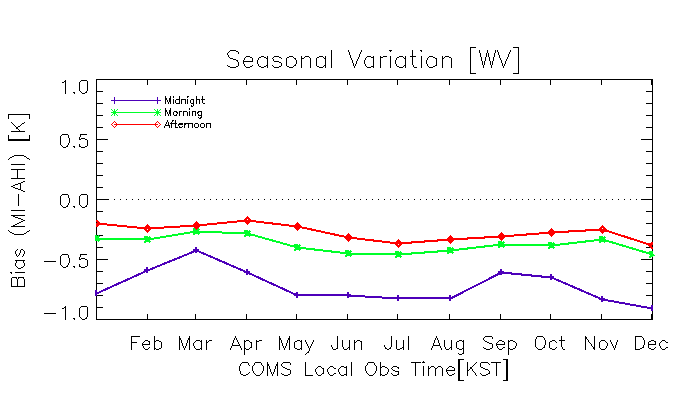 Seasonal Variation [WV]
Bias (MI-AHI) [K]
1.0
0.5
0.0
-0.5
-1.0
Midnight
Morning
Afternoon
Feb Mar Apr May Jun Jul Aug Sep Oct Nov Dec
COMS Local Obs Time[KST]